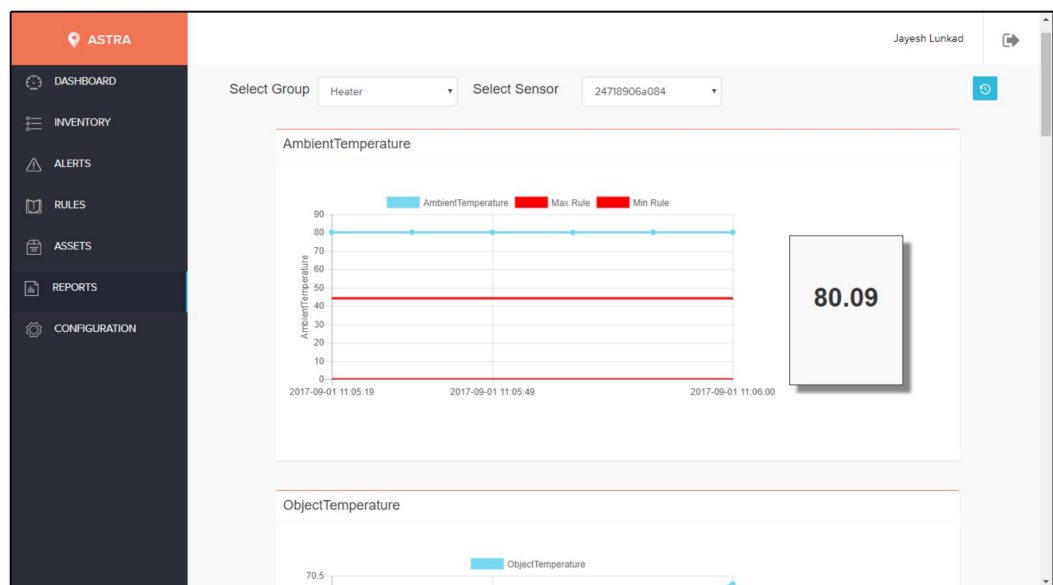 ASTRA
Jayesh Lunkad
DASHBOARD
INVENTORY
ALERTS
RULES
ASSETS
REPORTS
CONFIGURATION
Select Group
Heater
Select Sensor
24718906a084
AmbientTemperature
AmbientTemperature
Max Rule
Min Rule
AmbientTemperature
90
80
70
60
50
40
30
20
10
0
2017-09-01 11:05:19
2017-09-01 11:05:49
2017-09-01 11:06:00
80.09
ObjectTemperature
ObjectTemperature
70.5